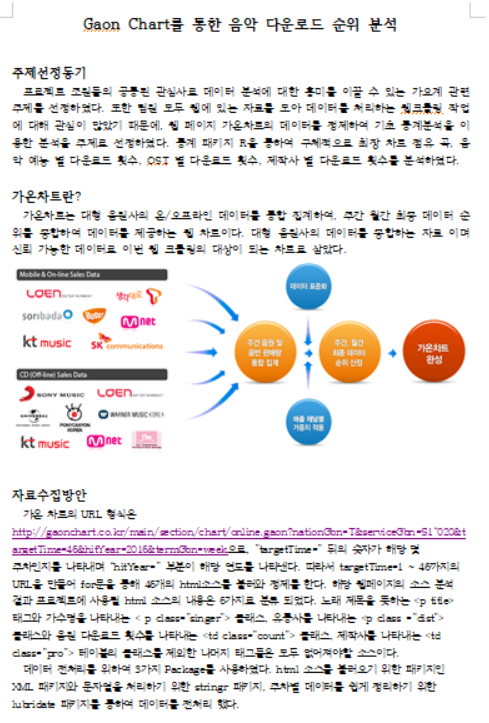 Gaon Chart를 통한 음악 다운로드 순위 분석
주제선정동기
프로젝트 조원들의 공통된 관심사로 데이터 분석에 대한 흥미를 이끌 수 있는 가요계 관련
주제를 선정하였다. 또한 팀원 모두 웹에 있는 자료를 모아 데이터를 처리하는 웹크롤링 작업
에 대해 관심이 많았기 때문에, 웹 페이지 가온차트의 데이터를 정제하여 기초 통계분석을 이
용한 분석을 주제로 선정하였다. 통계 패키지 R을 통하여 구체적으로 최장 차트 점유 곡, 음
악 예능 별 다운로드 횟수, OST 별 다운로드 횟수, 제작사 별 다운로드 횟수를 분석하였다.
가온차트란?
가온차트는 대형 음원사의 온/오프라인 데이터를 통합 집계하여, 주간 월간 최종 데이터 순
위를 종합하여 데이터를 제공하는 웹 차트이다. 대형 음원사의 데이터를 종합하는 자료 이며
신뢰 가능한 데이터로 이번 웹 크롤링의 대상이 되는 차트로 삼았다.
Mobile & On-line Sales Data
LOEN ENTERTAINMENT 생각대로 T
soribada Bugs! Mnet
kt music SK communications
CD (Off-line) Sales Data
SONY MUSIC LOEN ENTERTAINMENT
UNIVERSAL PONYCANYON KOREA WARNER MUSIC KOREA
kt music Mnet
데이터 표준화
주간 음원 및
음반 판매량
통합 집계
주간, 월간
최종 데이터
순위 산정
가온차트
완성
매출 채널별
가중치 적용
자료수집방안
가온 차트의 URL 형식은
http://gaonchart.co.kr/main/section/chart/online.gaon?nationGbn=T&serviceGbn=S1020&t
argetTime=46&hitYear=2016&termGbn=week으로, "targetTime=" 뒤의 숫자가 해당 몇
주차인지를 나타내며 "hitYear=" 부분이 해당 연도를 나타낸다. 따라서 targetTime=1 ~ 46까지의
URL을 만들어 for문을 통해 46개의 html소스를 불러와 정제를 한다. 해당 웹페이지의 소스 분석
결과 프로젝트에 사용될 html 소스의 내용은 6가지로 분류 되었다. 노래 제목을 뜻하는 <p title>
태그와 가수명을 나타내는 < p class="singer"> 클래스, 유통사를 나타내는 <p class ="dist">
클래스와 음원 다운로드 횟수를 나타내는 <td class="count"> 클래스, 제작사를 나타내는 <td
class="pro"> 테이블의 클래스를 제외한 나머지 태그들은 모두 없어져야할 소스이다.
데이터 전처리를 위하여 3가지 Package를 사용하였다. html 소스를 불러오기 위한 패키지인
XML 패키지와 문자열을 처리하기 위한 stringr 패키지, 주차별 데이터를 쉽게 정리하기 위한
lubridate 패키지를 통하여 데이터를 전처리 했다.